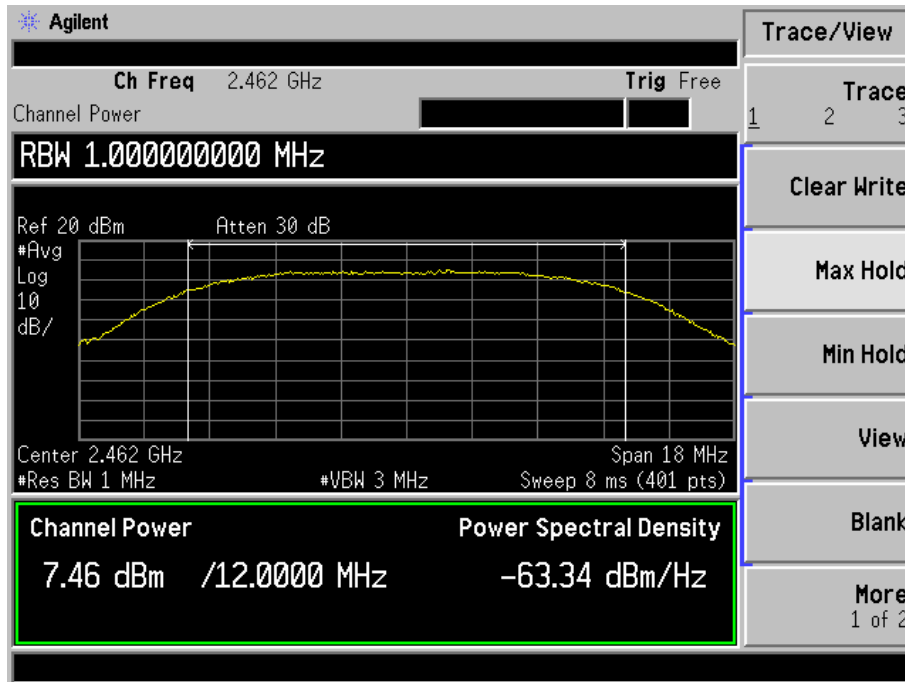 Agilent
Trace/View
Ch Freq 2.462 GHz Trig Free
Channel Power
Trace
1 2 3
RBW 1.000000000 MHz
Clear Write
Ref 20 dBm Atten 30 dB
#Avg
Log
10
dB/
Max Hold
Min Hold
Center 2.462 GHz Span 18 MHz
#Res BW 1 MHz #VBW 3 MHz Sweep 8 ms (401 pts)
View
Channel Power Power Spectral Density
7.46 dBm /12.0000 MHz -63.34 dBm/Hz
Blank
More
1 of 2